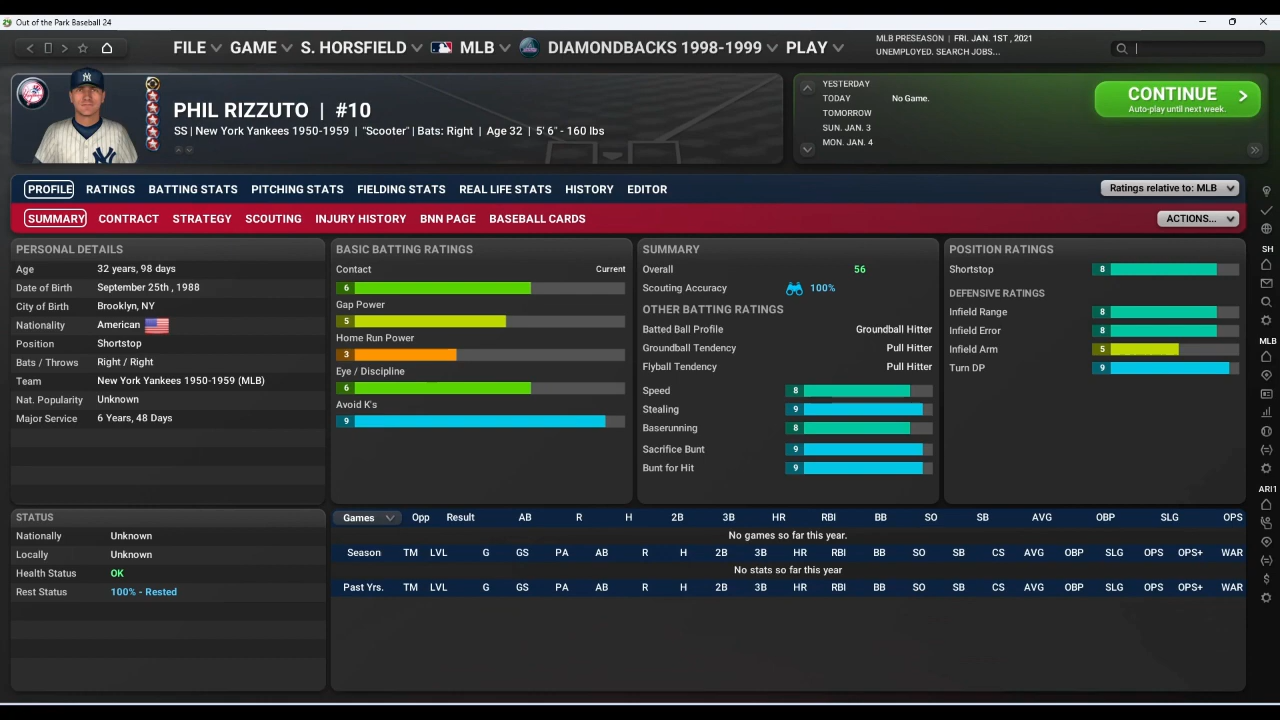 Out of the Park Baseball 24
FILE GAME S. HORSFIELD MLB DIAMONDBACKS 1998-1999 PLAY
MLB PRESEASON | FRI. JAN. 1ST , 2021
UNEMPLOYED. SEARCH JOBS...
PHIL RIZZUTO | #10
SS | New York Yankees 1950-1959 | "Scooter" | Bats: Right | Age 32 | 5' 6" - 160 lbs
YESTERDAY
TODAY No Game.
TOMORROW
SUN. JAN. 3
MON. JAN. 4
CONTINUE
Auto-play until next week.
PROFILE RATINGS BATTING STATS PITCHING STATS FIELDING STATS REAL LIFE STATS HISTORY EDITOR
Ratings relative to: MLB
SUMMARY CONTRACT STRATEGY SCOUTING INJURY HISTORY BNN PAGE BASEBALL CARDS
ACTIONS...
PERSONAL DETAILS
Age 32 years, 98 days
Date of Birth September 25th , 1988
City of Birth Brooklyn, NY
Nationality American
Position Shortstop
Bats / Throws Right / Right
Team New York Yankees 1950-1959 (MLB)
Nat. Popularity Unknown
Major Service 6 Years, 48 Days
BASIC BATTING RATINGS
Contact Current
6
Gap Power
5
Home Run Power
3
Eye / Discipline
6
Avoid K's
9
SUMMARY
Overall 56
Scouting Accuracy 100%
OTHER BATTING RATINGS
Batted Ball Profile Groundball Hitter
Groundball Tendency Pull Hitter
Flyball Tendency Pull Hitter
Speed 8
Stealing 9
Baserunning 8
Sacrifice Bunt 9
Bunt for Hit 9
POSITION RATINGS
Shortstop 8
DEFENSIVE RATINGS
Infield Range 8
Infield Error 8
Infield Arm 5
Turn DP 9
SH
MLB
ARI1
STATUS
Nationally Unknown
Locally Unknown
Health Status OK
Rest Status 100% - Rested
Games Opp Result AB R H 2B 3B HR RBI BB SO SB AVG OBP SLG OPS
No games so far this year.
Season TM LVL G GS PA AB R H 2B 3B HR RBI BB SO SB CS AVG OBP SLG OPS OPS+ WAR
No stats so far this year
Past Yrs. TM LVL G GS PA AB R H 2B 3B HR RBI BB SO SB CS AVG OBP SLG OPS OPS+ WAR